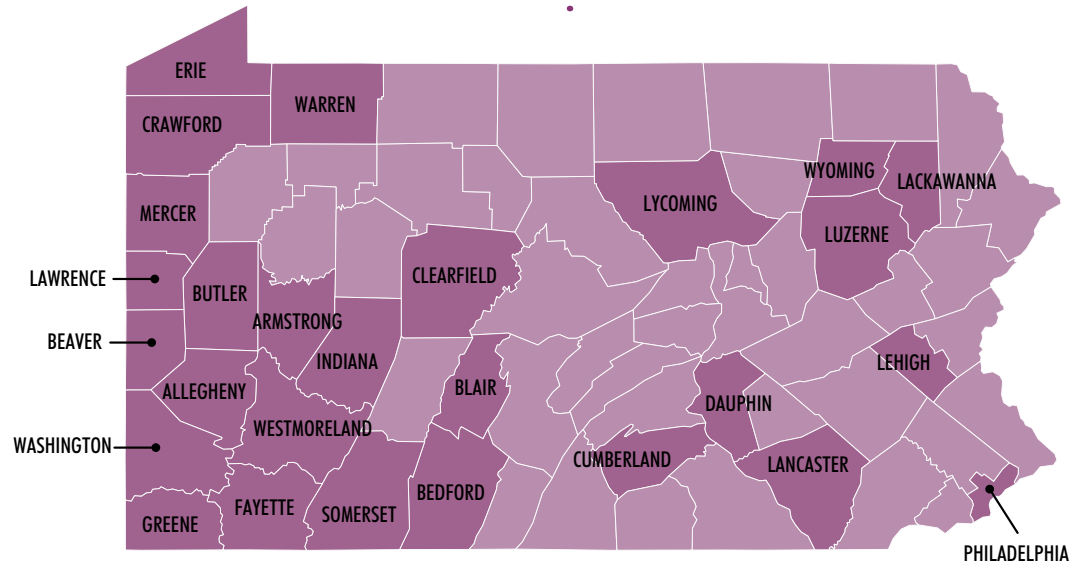 ERIE
WARREN
CRAWFORD
WYOMING
LACKAWANNA
MERCER
LYCOMING
LUZERNE
LAWRENCE
CLEARFIELD
BUTLER
ARMSTRONG
BEAVER
INDIANA
LEHIGH
ALLEGHENY
BLAIR
DAUPHIN
WESTMORELAND
WASHINGTON
CUMBERLAND
LANCASTER
BEDFORD
FAYETTE
SOMERSET
GREENE
PHILADELPHIA